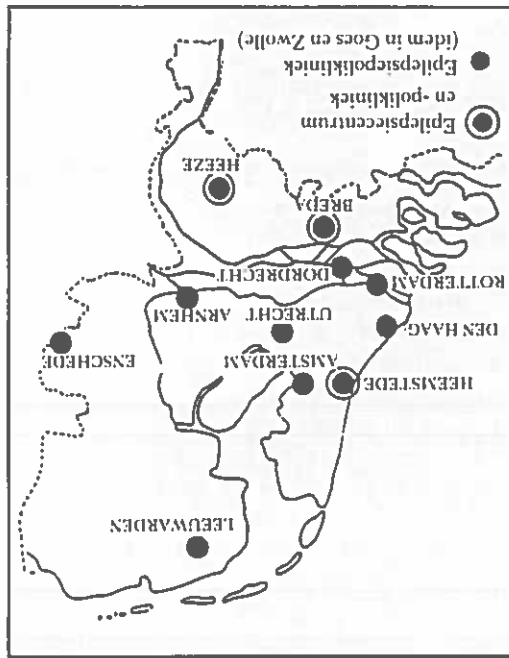 LEEUWARDEN
HEEMSTEDE
AMSTERDAM
ENSCHEDE
DEN HAAG
UTRECHT
ARNHEM
ROTTERDAM
DORDRECHT
BREDA
HEEZE
Epilepsiecentrum
en - polikliniek
Epilepsiepolikliniek
(idem in Goes en Zwolle)